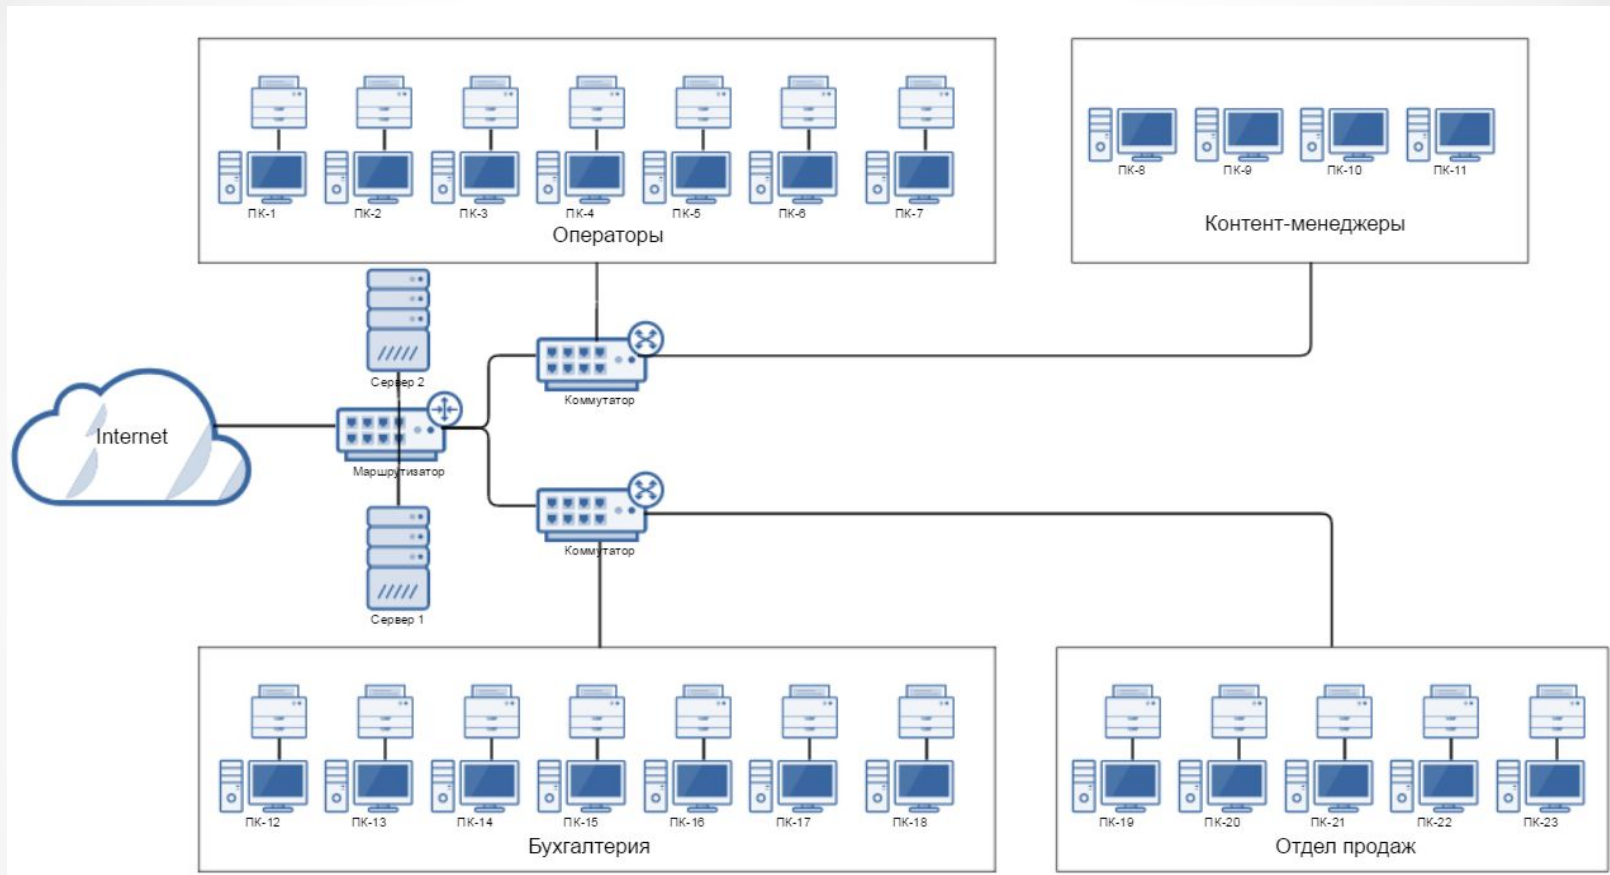 ПК-1 ПК-2 ПК-3 ПК-4 ПК-5 ПК-6 ПК-7
Операторы
ПК-8 ПК-9 ПК-10 ПК-11
Контент-менеджеры
Сервер 2
Коммутатор
Internet
Маршрутизатор
Коммутатор
Сервер 1
ПК-12 ПК-13 ПК-14 ПК-15 ПК-16 ПК-17 ПК-18
Бухгалтерия
ПК-19 ПК-20 ПК-21 ПК-22 ПК-23
Отдел продаж